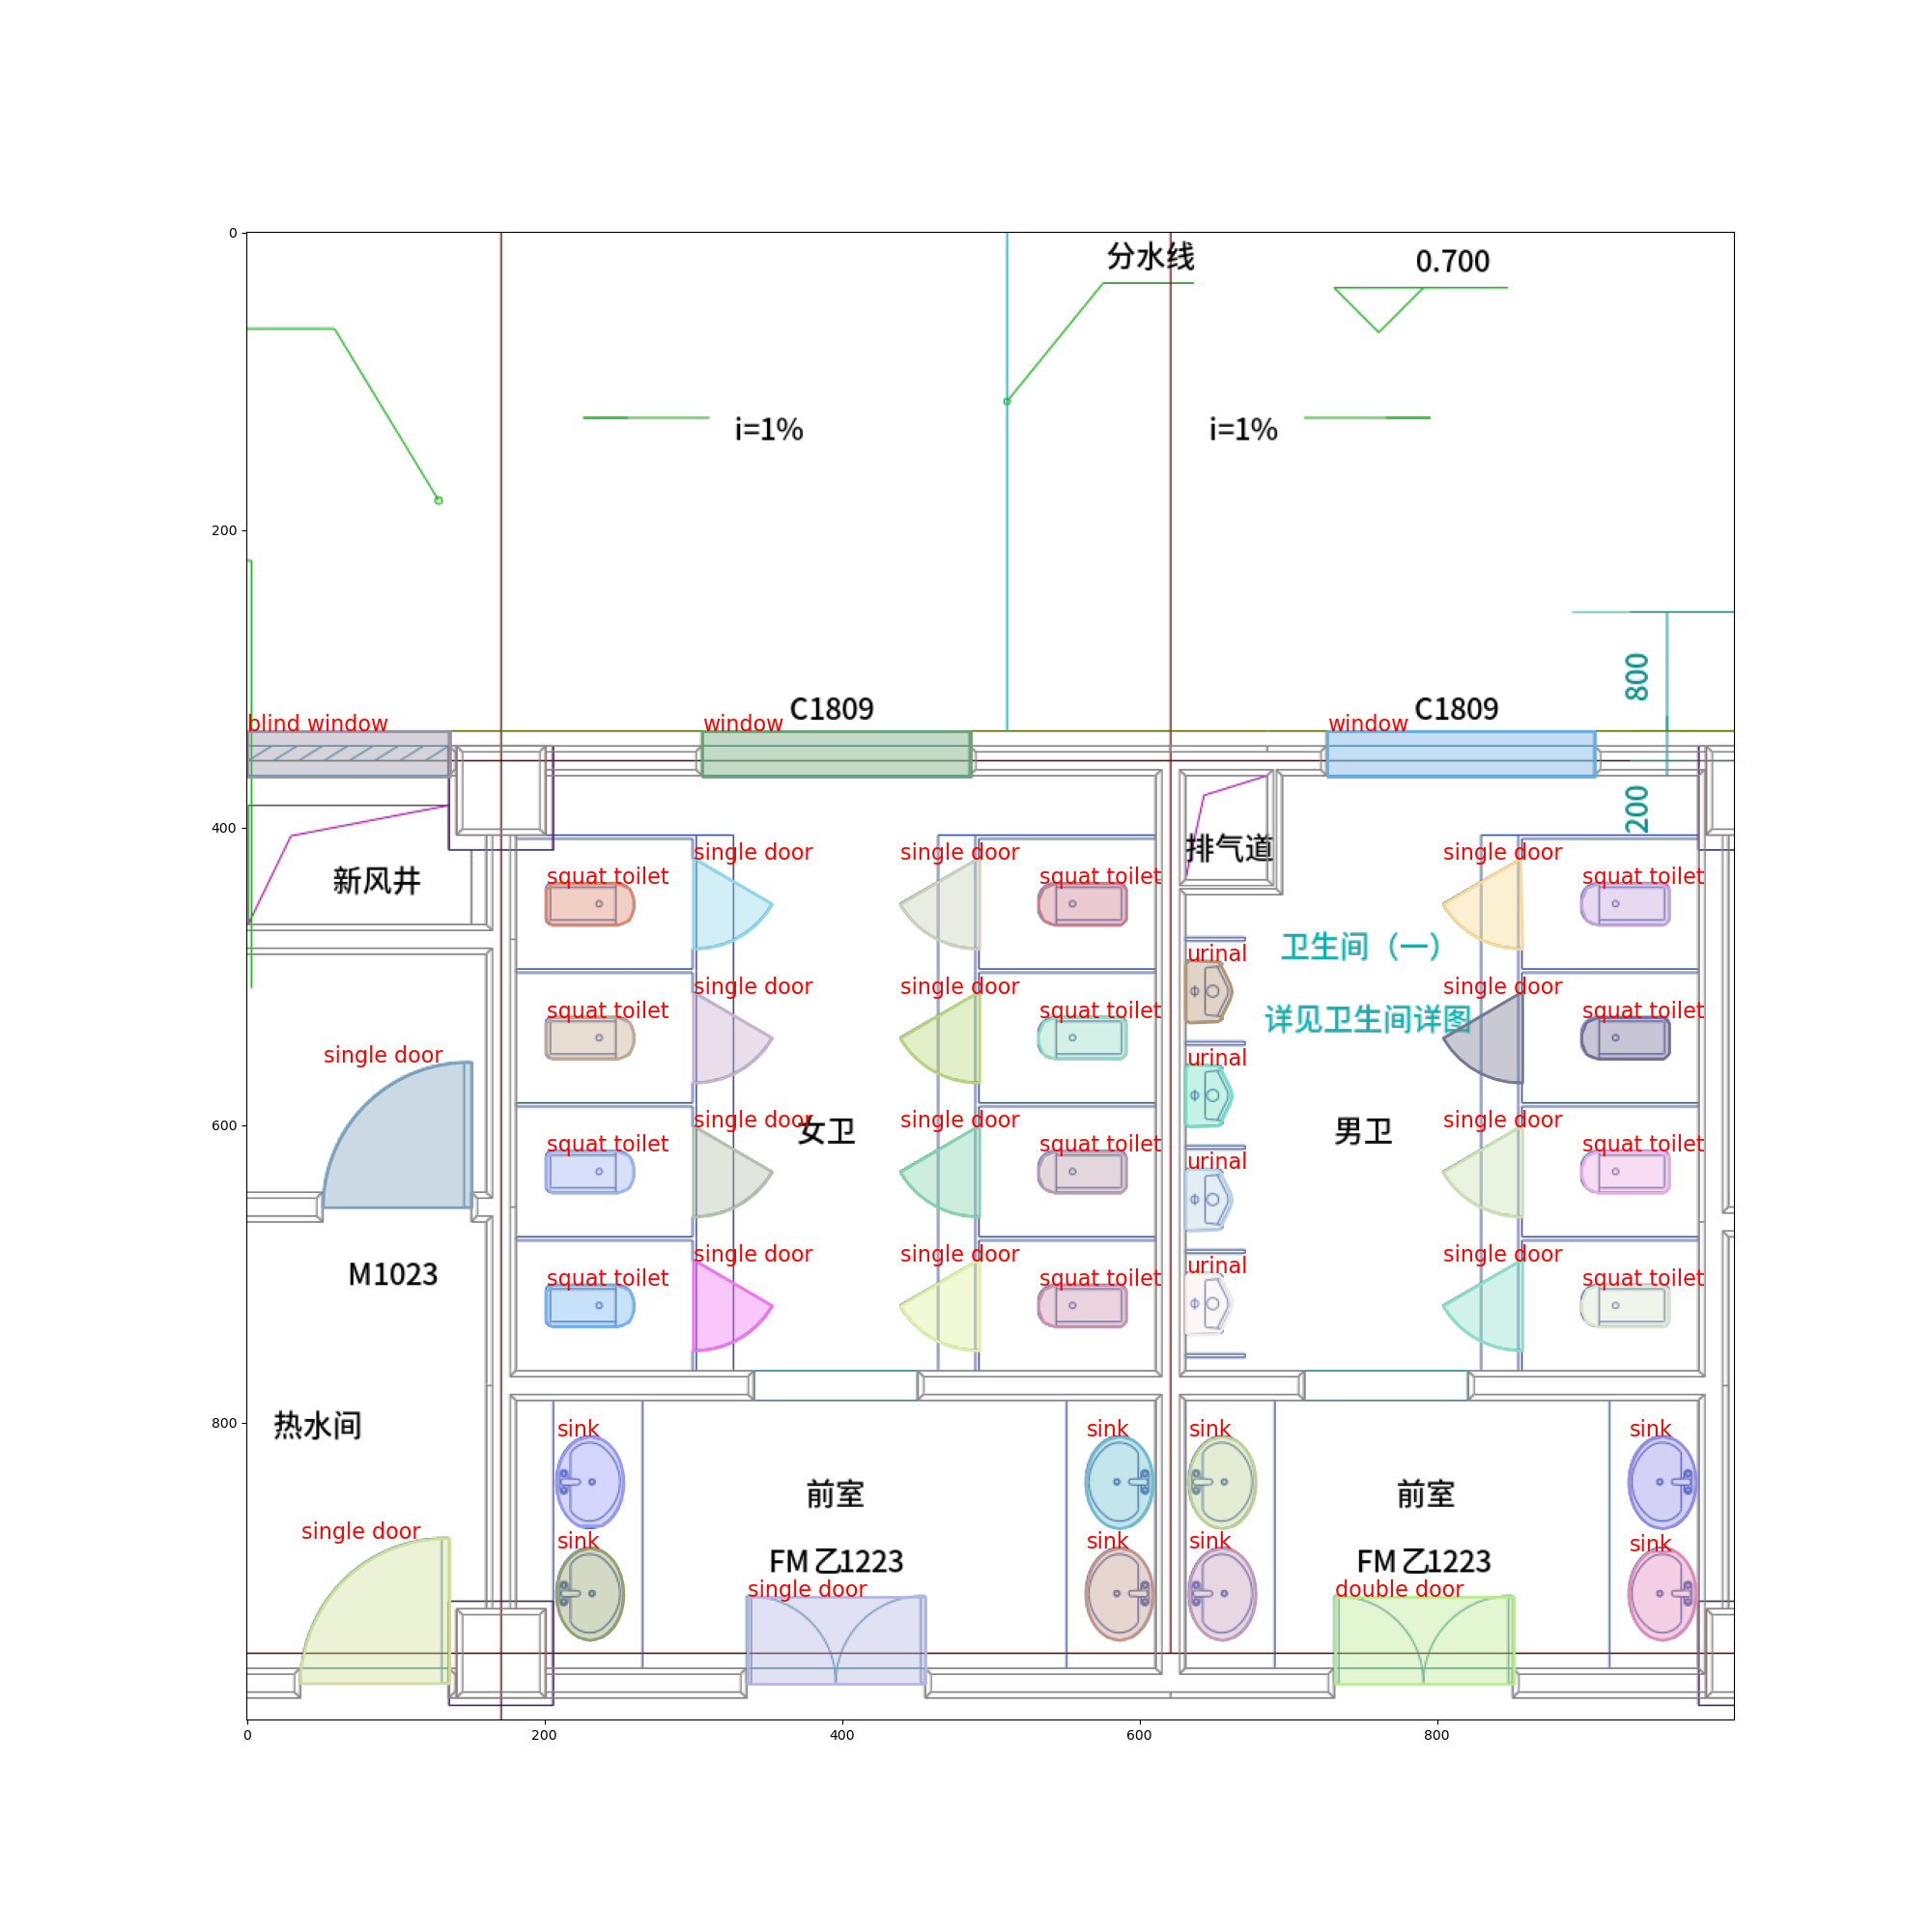 0
分水线
0.700
i=1%
i=1%
200
800
C1809
C1809
blind window
window
window
200
400
排气道
single door
single door
single door
新风井
squat toilet
squat toilet
squat toilet
卫生间（一）
urinal
single door
single door
single door
squat toilet
squat toilet
squat toilet
详见卫生间详图
single door
urinal
600
single door
single door
single door
女卫
男卫
squat toilet
squat toilet
squat toilet
urinal
single door
single door
single door
M1023
squat toilet
squat toilet
squat toilet
urinal
800
热水间
sink
sink
sink
sink
前室
前室
single door
sink
sink
sink
sink
FM乙1223
FM乙1223
single door
double door
0
200
400
600
800